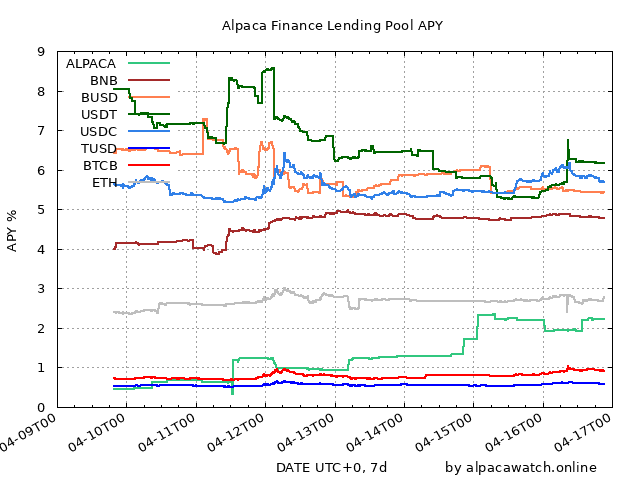 Alpaca Finance Lending Pool APY
APY %
9
8
7
6
5
4
3
2
1
0
ALPACA
BNB
BUSD
USDT
USDC
TUSD
BTCB
ETH
04-09T00
04-10T00
04-11T00
04-12T00
04-13T00
04-14T00
04-15T00
04-16T00
04-17T00
DATE UTC+0, 7d
by alpacawatch.online